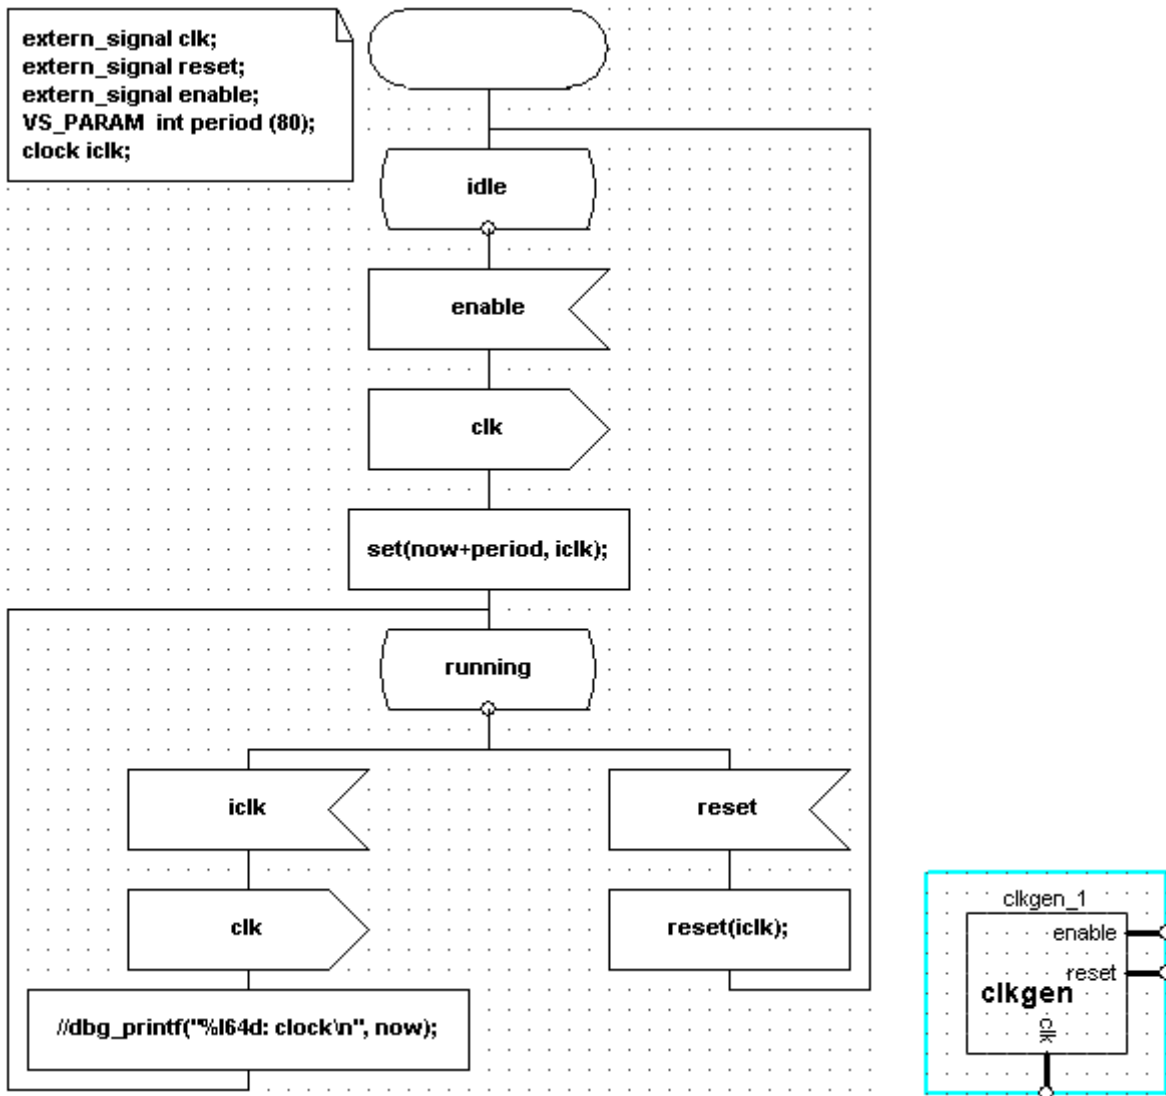 extern_signal clk;
extern_signal reset;
extern_signal enable;
VS_PARAM  int period (80);
clock iclk;
idle
enable
clk
set(now+period, iclk);
running
iclk
reset
clk
reset(iclk);
//dbg_printf("%I64d: clock\n", now);
clkgen_1
enable
reset
clkgen
clk